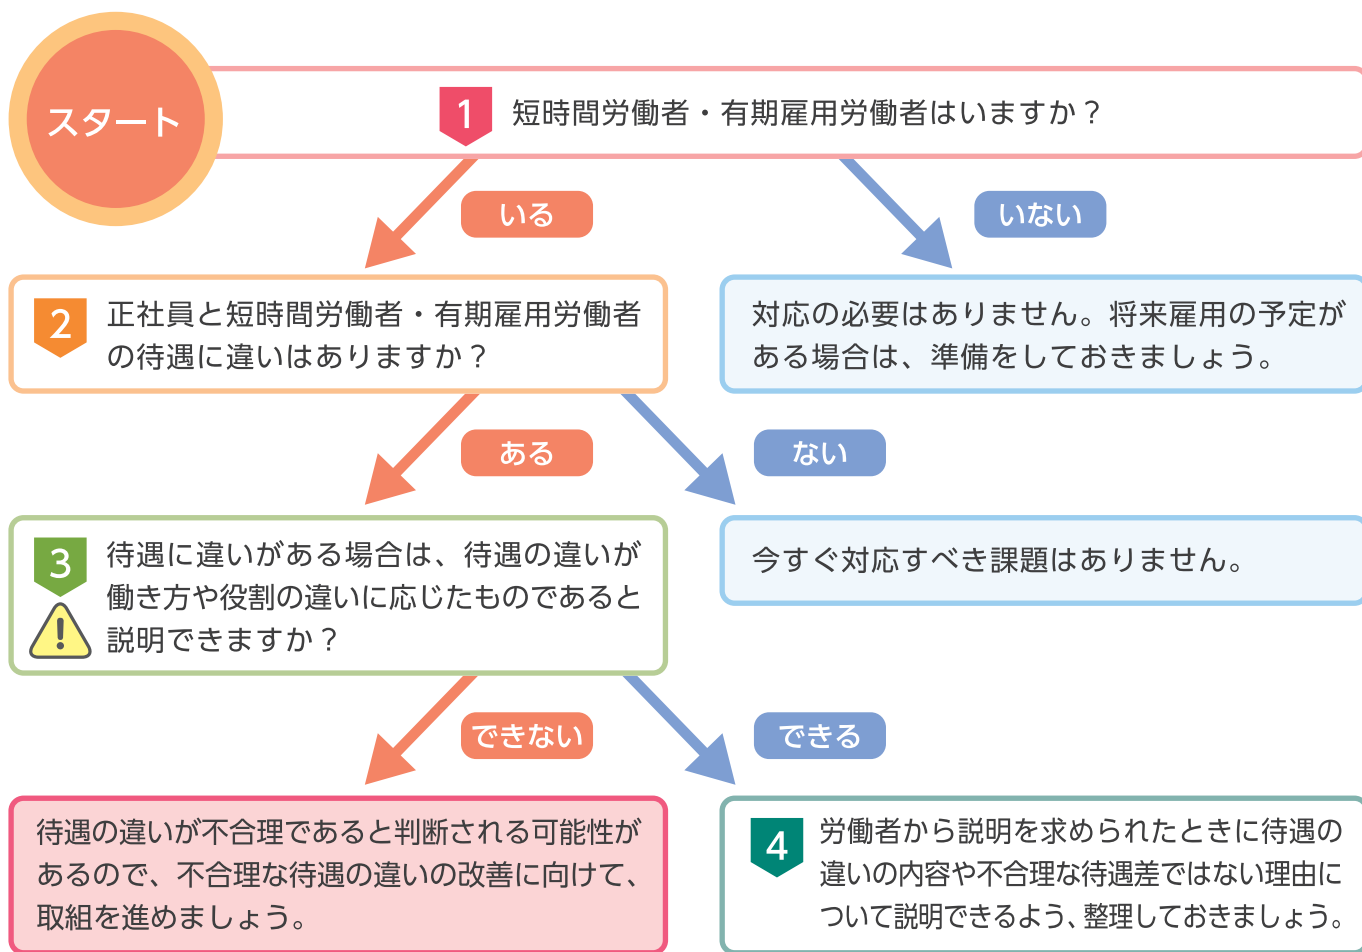 スタート
1 短時間労働者・有期雇用労働者はいますか？
いる
いない
2 正社員と短時間労働者・有期雇用労働者
の待遇に違いはありますか？
対応の必要はありません。将来雇用の予定が
ある場合は、準備をしておきましょう。
ある
ない
3 待遇に違いがある場合は、待遇の違いが
働き方や役割の違いに応じたものであると
説明できますか？
今すぐ対応すべき課題はありません。
できない
できる
待遇の違いが不合理であると判断される可能性が
あるので、不合理な待遇の違いの改善に向けて、
取組を進めましょう。
4 労働者から説明を求められたときに待遇の
違いの内容や不合理な待遇差ではない理由に
ついて説明できるよう、整理しておきましょう。